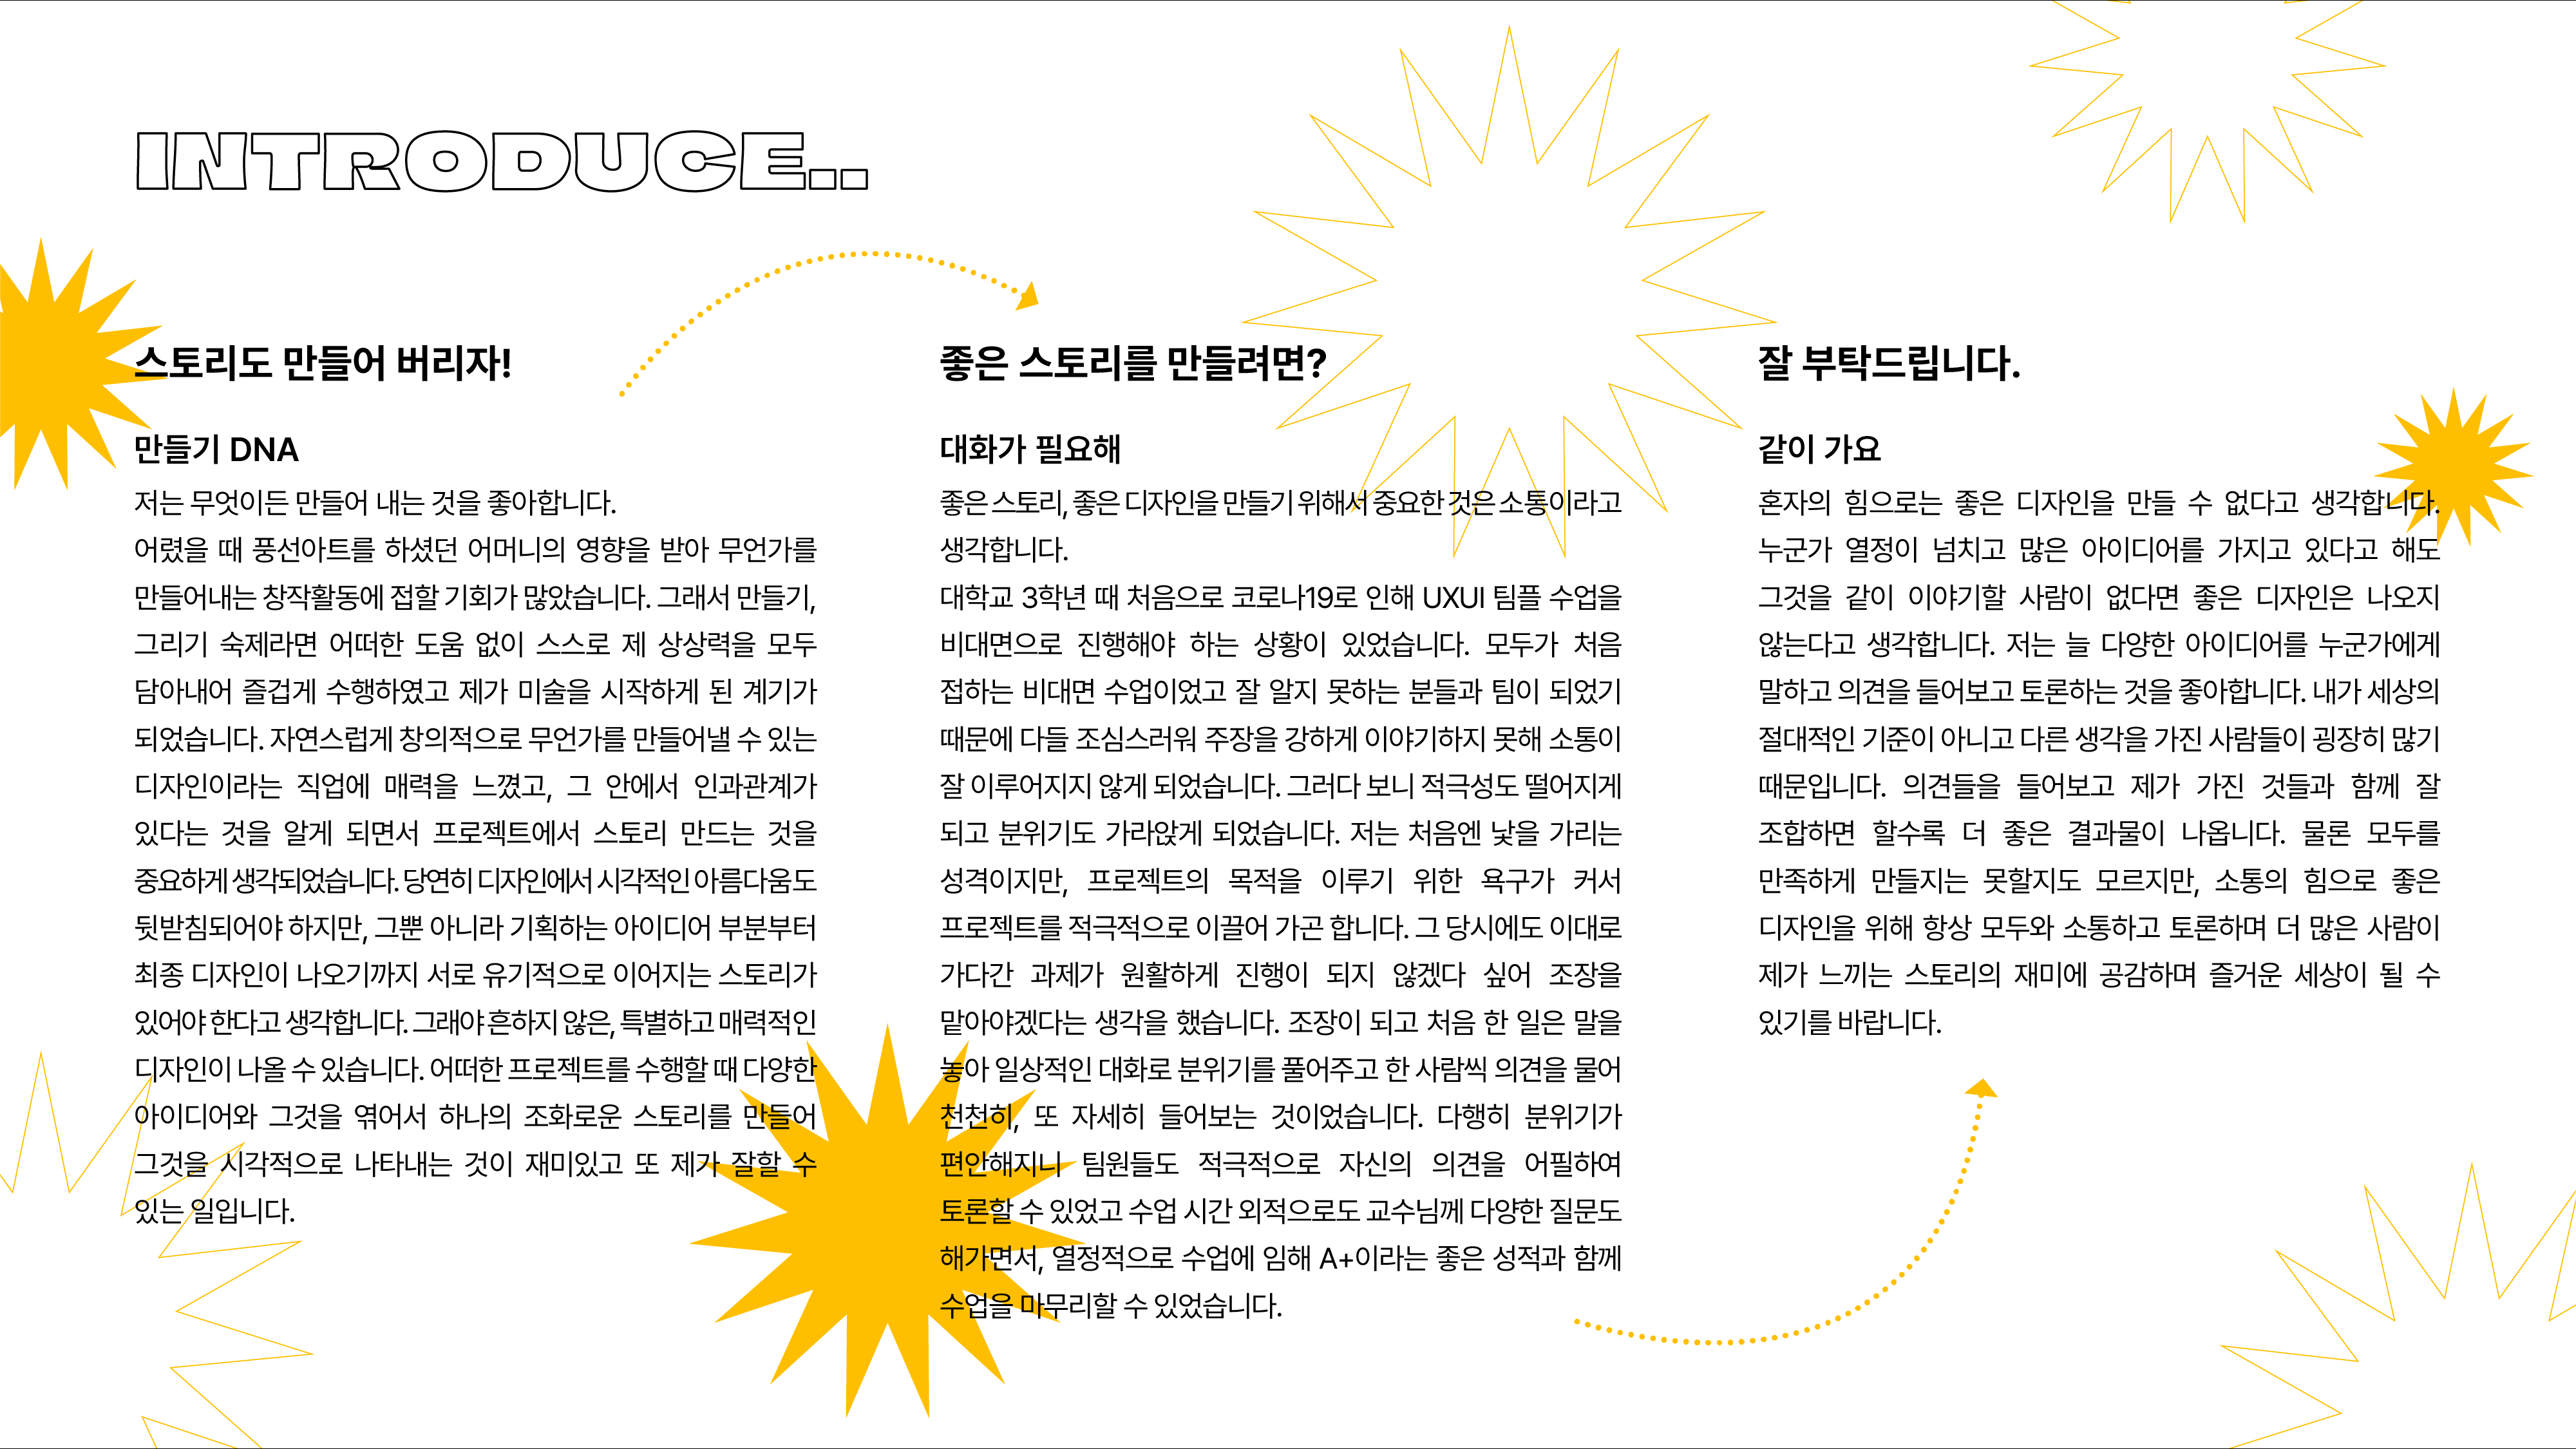 INTRODUCE..
스토리도 만들어 버리자!
만들기 DNA
저는 무엇이든 만들어 내는 것을 좋아합니다.
어렸을 때 풍선아트를 하셨던 어머니의 영향을 받아 무언가를
만들어내는 창작활동에 접할 기회가 많았습니다. 그래서 만들기,
그리기 숙제라면 어떠한 도움 없이 스스로 제 상상력을 모두
담아내어 즐겁게 수행하였고 제가 미술을 시작하게 된 계기가
되었습니다. 자연스럽게 창의적으로 무언가를 만들어낼 수 있는
디자인이라는 직업에 매력을 느꼈고, 그 안에서 인과관계가
있다는 것을 알게 되면서 프로젝트에서 스토리 만드는 것을
중요하게 생각되었습니다. 당연히 디자인에서 시각적인 아름다움도
뒷받침되어야 하지만, 그뿐 아니라 기획하는 아이디어 부분부터
최종 디자인이 나오기까지 서로 유기적으로 이어지는 스토리가
있어야 한다고 생각합니다. 그래야 흔하지 않은, 특별하고 매력적인
디자인이 나올 수 있습니다. 어떠한 프로젝트를 수행할 때 다양한
아이디어와 그것을 엮어서 하나의 조화로운 스토리를 만들어
그것을 시각적으로 나타내는 것이 재미있고 또 제가 잘할 수
있는 일입니다.
좋은 스토리를 만들려면?
대화가 필요해
좋은 스토리, 좋은 디자인을 만들기 위해서 중요한 것은 소통이라고
생각합니다.
대학교 3학년 때 처음으로 코로나19로 인해 UXUI 팀플 수업을
비대면으로 진행해야 하는 상황이 있었습니다. 모두가 처음
접하는 비대면 수업이었고 잘 알지 못하는 분들과 팀이 되었기
때문에 다들 조심스러워 주장을 강하게 이야기하지 못해 소통이
잘 이루어지지 않게 되었습니다. 그러다 보니 적극성도 떨어지게
되고 분위기도 가라앉게 되었습니다. 저는 처음엔 낯을 가리는
성격이지만, 프로젝트의 목적을 이루기 위한 욕구가 커서
프로젝트를 적극적으로 이끌어 가곤 합니다. 그 당시에도 이대로
가다간 과제가 원활하게 진행이 되지 않겠다 싶어 조장을
맡아야겠다는 생각을 했습니다. 조장이 되고 처음 한 일은 말을
놓아 일상적인 대화로 분위기를 풀어주고 한 사람씩 의견을 물어
천천히, 또 자세히 들어보는 것이었습니다. 다행히 분위기가
편안해지니 팀원들도 적극적으로 자신의 의견을 어필하여
토론할 수 있었고 수업 시간 외적으로도 교수님께 다양한 질문도
해가면서, 열정적으로 수업에 임해 A+이라는 좋은 성적과 함께
수업을 마무리할 수 있었습니다.
잘 부탁드립니다.
같이 가요
혼자의 힘으로는 좋은 디자인을 만들 수 없다고 생각합니다.
누군가 열정이 넘치고 많은 아이디어를 가지고 있다고 해도
그것을 같이 이야기할 사람이 없다면 좋은 디자인은 나오지
않는다고 생각합니다. 저는 늘 다양한 아이디어를 누군가에게
말하고 의견을 들어보고 토론하는 것을 좋아합니다. 내가 세상의
절대적인 기준이 아니고 다른 생각을 가진 사람들이 굉장히 많기
때문입니다. 의견들을 들어보고 제가 가진 것들과 함께 잘
조합하면 할수록 더 좋은 결과물이 나옵니다. 물론 모두를
만족하게 만들지는 못할지도 모르지만, 소통의 힘으로 좋은
디자인을 위해 항상 모두와 소통하고 토론하며 더 많은 사람이
제가 느끼는 스토리의 재미에 공감하며 즐거운 세상이 될 수
있기를 바랍니다.